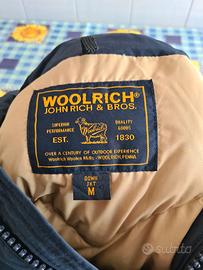 WOOLRICH®
JOHN RICH & BROS.
SUPERIOR PERFORMANCE
QUALITY GOODS
Woolrich
EST. 1830
OVER A CENTURY OF OUTDOOR EXPERIENCE
Woolrich Woolen Mills - WOOLRICH, PENNA
DOWN
JKT
M
subito